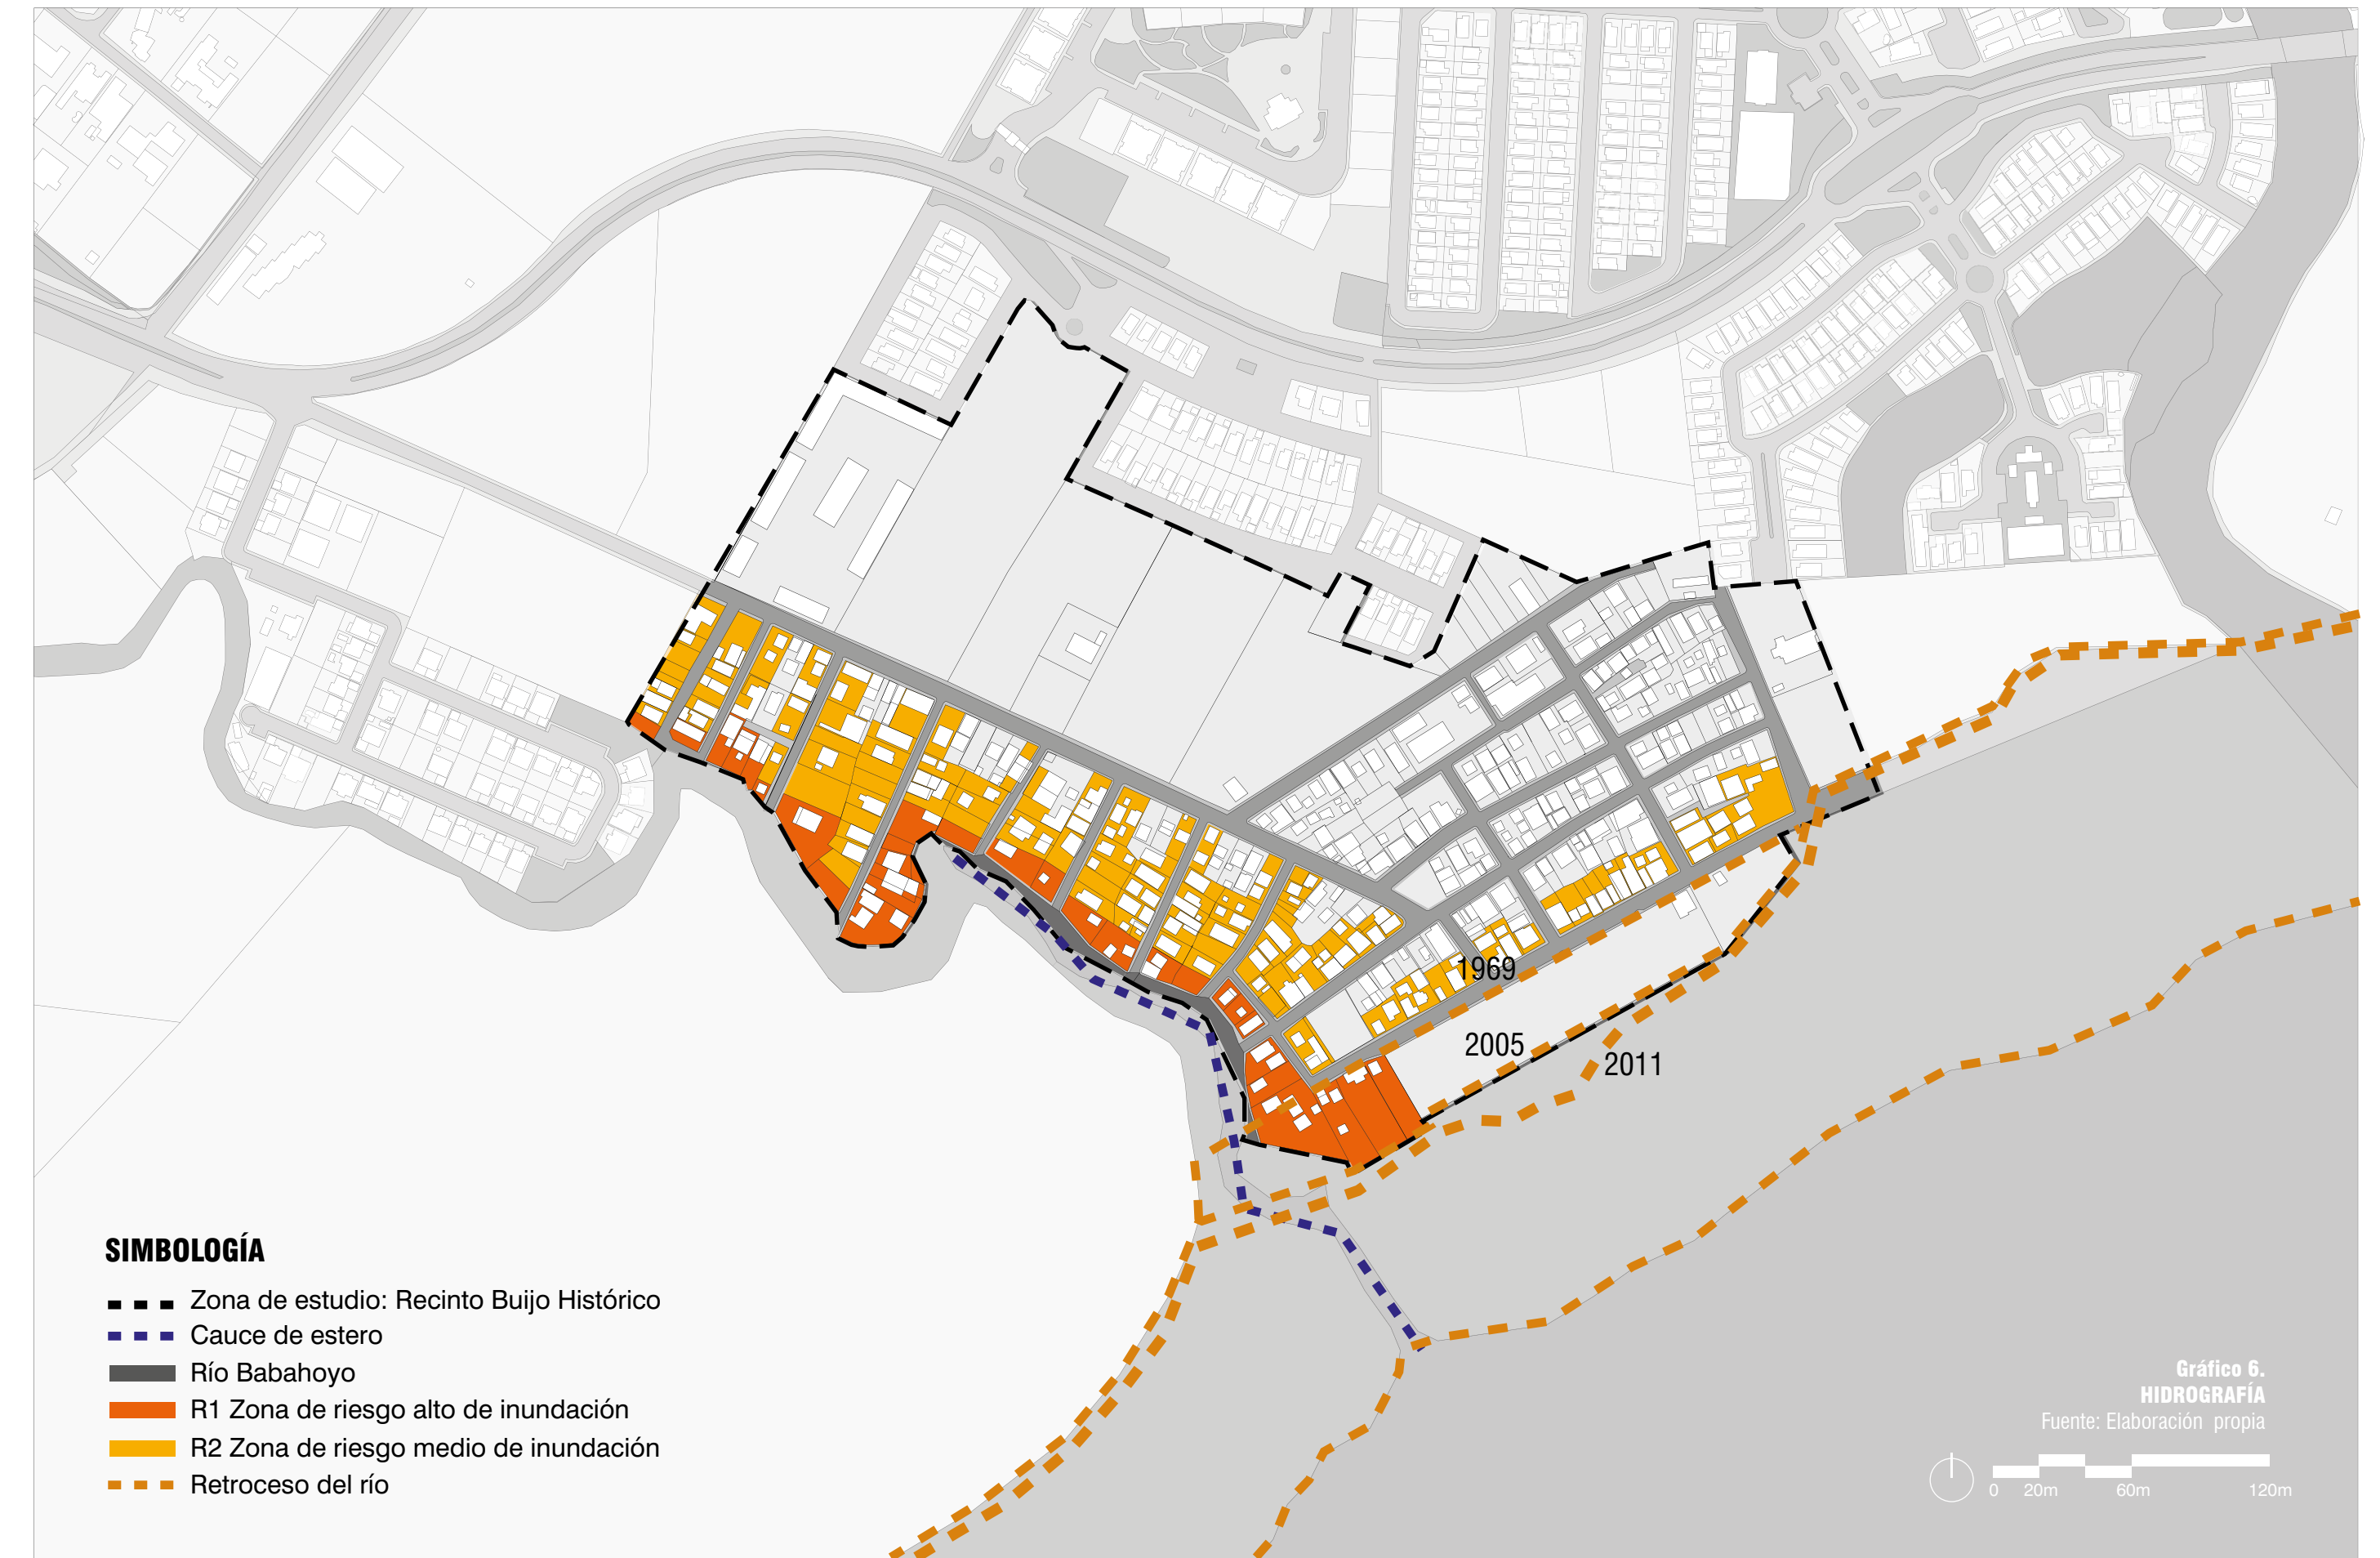 1969
2005
2011
SIMBOLOGÍA
Zona de estudio: Recinto Buijo Histórico
Cauce de estero
Río Babahoyo
R1 Zona de riesgo alto de inundación
R2 Zona de riesgo medio de inundación
Retroceso del río
Gráfico 6.
HIDROGRAFÍA
Fuente: Elaboración propia
0 20m 60m 120m